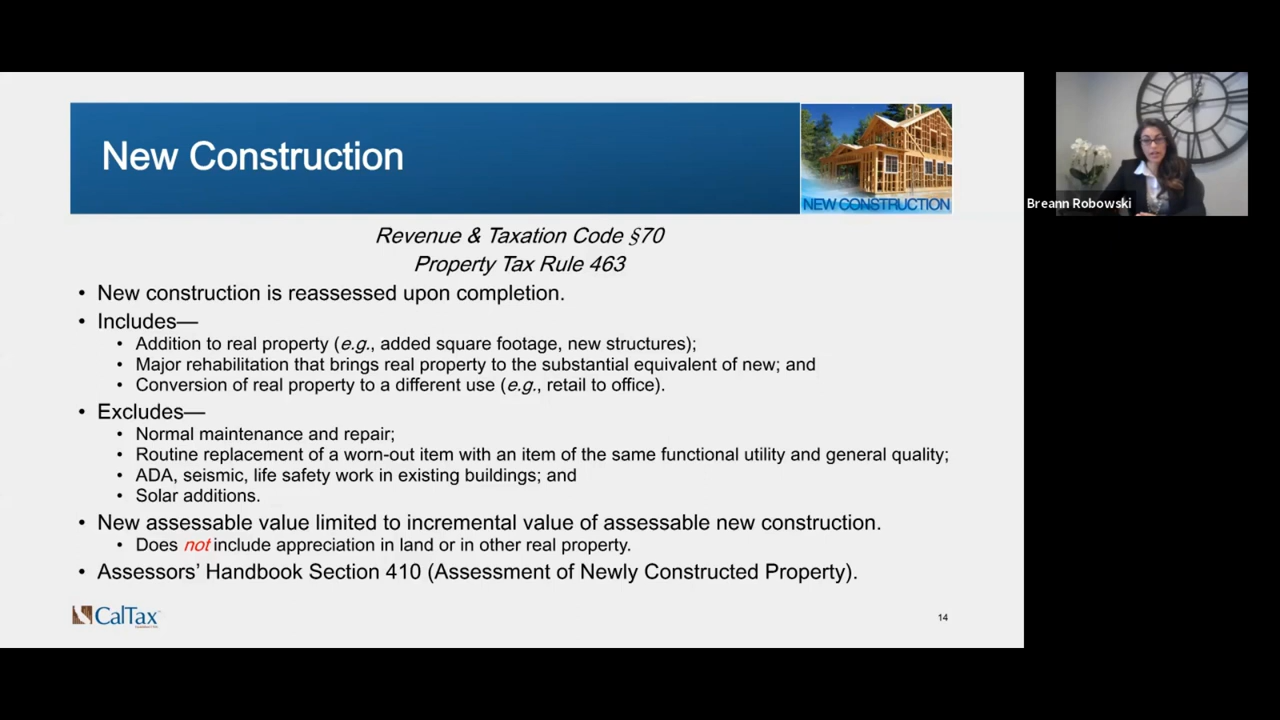 New Construction
NEW CONSTRUCTION
Revenue & Taxation Code §70
Property Tax Rule 463
• New construction is reassessed upon completion.
• Includes—
• Addition to real property (e.g., added square footage, new structures);
• Major rehabilitation that brings real property to the substantial equivalent of new; and
• Conversion of real property to a different use (e.g., retail to office).
• Excludes—
• Normal maintenance and repair;
• Routine replacement of a worn-out item with an item of the same functional utility and general quality;
• ADA, seismic, life safety work in existing buildings; and
• Solar additions.
• New assessable value limited to incremental value of assessable new construction.
• Does not include appreciation in land or in other real property.
• Assessors’ Handbook Section 410 (Assessment of Newly Constructed Property).
CalTax
14
Breann Robowski